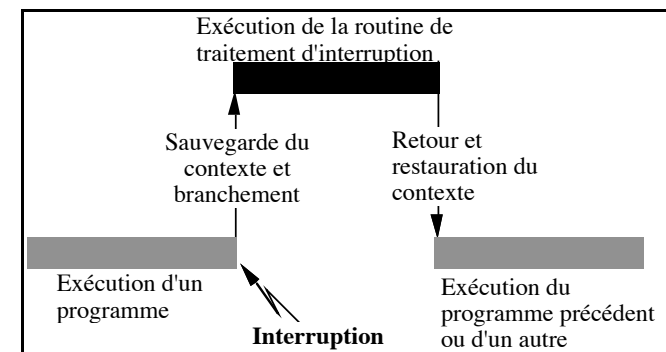 Exécution de la routine de
traitement d'interruption
Sauvegarde du
contexte et
branchement
Retour et
restauration du
contexte
Exécution d'un
programme
Interruption
Exécution du
programme précédent
ou d'un autre